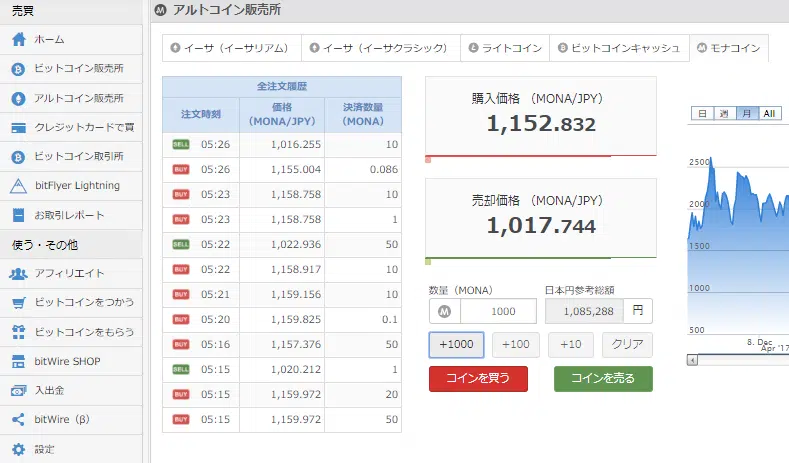 売買
ホーム
ビットコイン販売所
アルトコイン販売所
クレジットカードで買
ビットコイン取引所
bitFlyer Lightning
お取引レポート
使う・その他
アフィリエイト
ビットコインをつかう
ビットコインをもらう
bitWire SHOP
入出金
bitWire（β）
設定
アルトコイン販売所
イーサ（イーサリアム） イーサ（イーサクラシック） ライトコイン ビットコインキャッシュ モナコイン
全注文履歴
注文時刻 価格（MONA/JPY） 決済数量（MONA）
SELL 05:26 1,016.255 10
BUY 05:26 1,155.004 0.086
BUY 05:23 1,158.758 10
BUY 05:23 1,158.758 1
SELL 05:22 1,022.936 50
BUY 05:22 1,158.917 10
BUY 05:21 1,159.156 10
BUY 05:20 1,159.825 0.1
BUY 05:16 1,157.376 50
SELL 05:15 1,020.212 1
BUY 05:15 1,159.972 20
BUY 05:15 1,159.972 50
購入価格 （MONA/JPY）
1,152.832
売却価格 （MONA/JPY）
1,017.744
数量（MONA） 日本円参考総額
1000 1,085,288 円
+1000 +100 +10 クリア
コインを買う コインを売る
日 週 月 All
2500
2000
1500
500
8. Dec
Apr '17